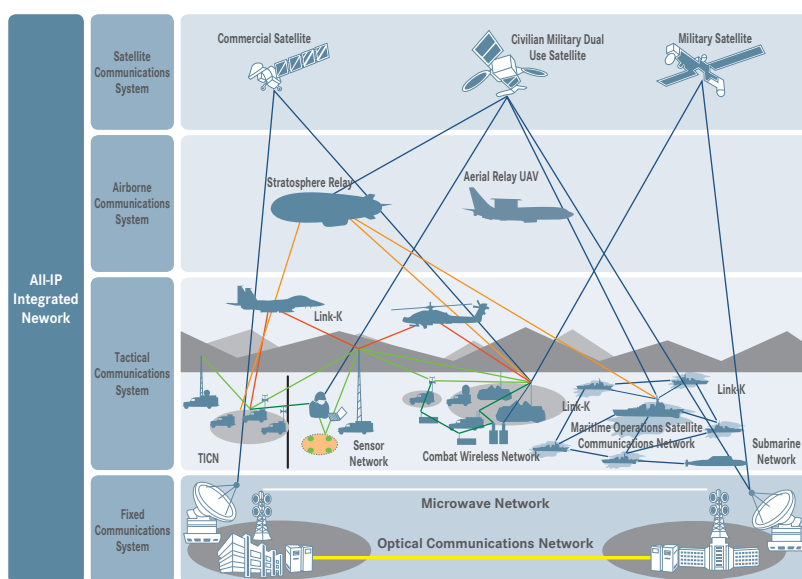 All-IP
Integrated
Nework
Satellite
Communications
System
Commercial Satellite
Civilian Military Dual
Use Satellite
Military Satellite
Airborne
Communications
System
Stratosphere Relay
Aerial Relay UAV
Tactical
Communications
System
Link-K
Link-K
Link-K
Maritime Operations Satellite
Communications Network
TICN
Sensor
Network
Combat Wireless Network
Submarine
Network
Fixed
Communications
System
Microwave Network
Optical Communications Network